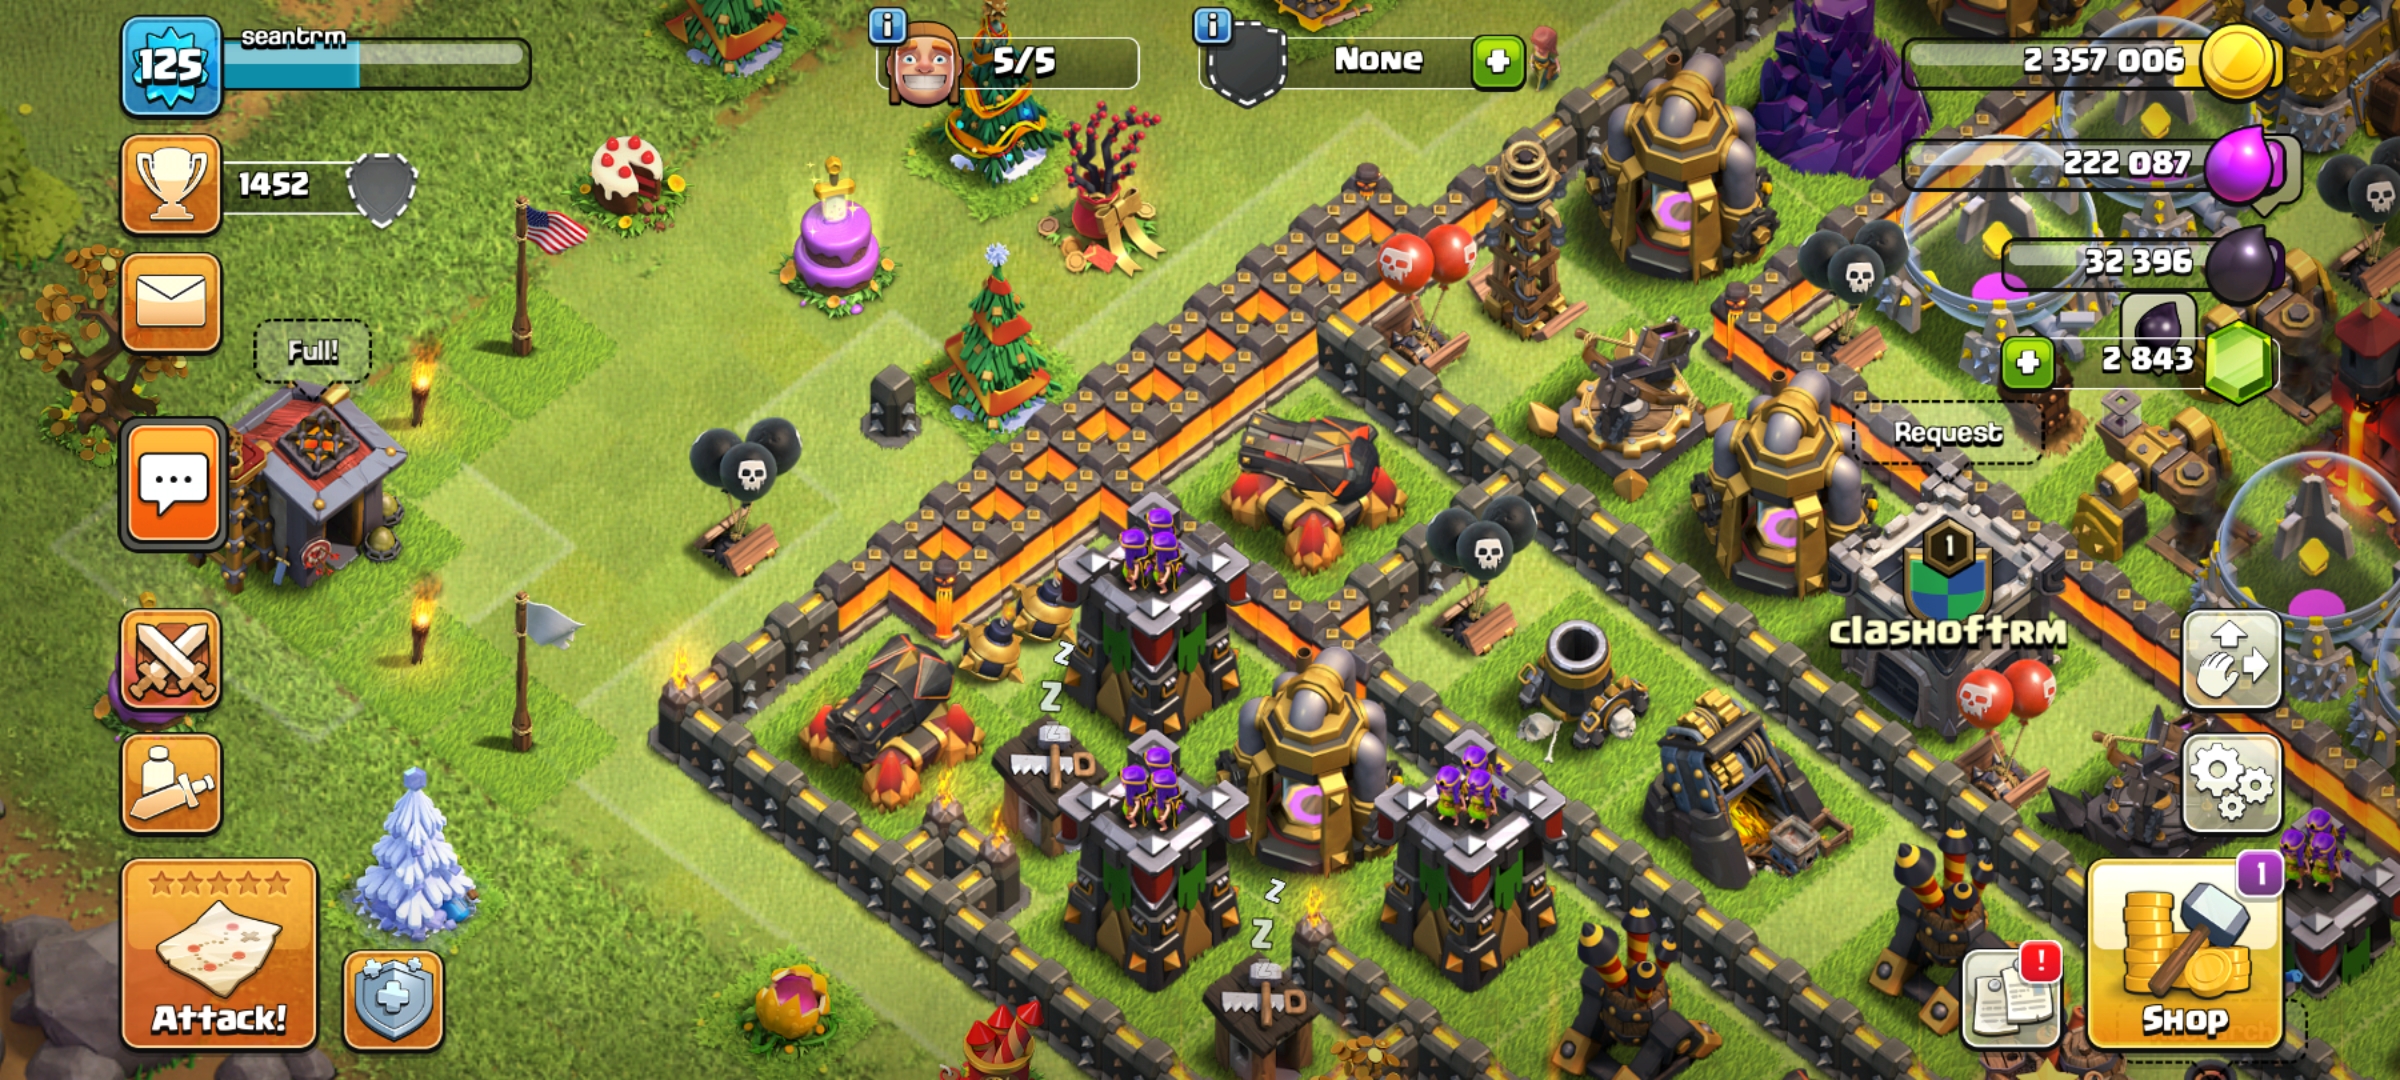 seantrm
125
5/5
None
2 357 006
1452
222 087
32 396
Full!
2 843
Request
1
clashofTRM
z
z
z
z
z
z
1
!
Attack!
Shop